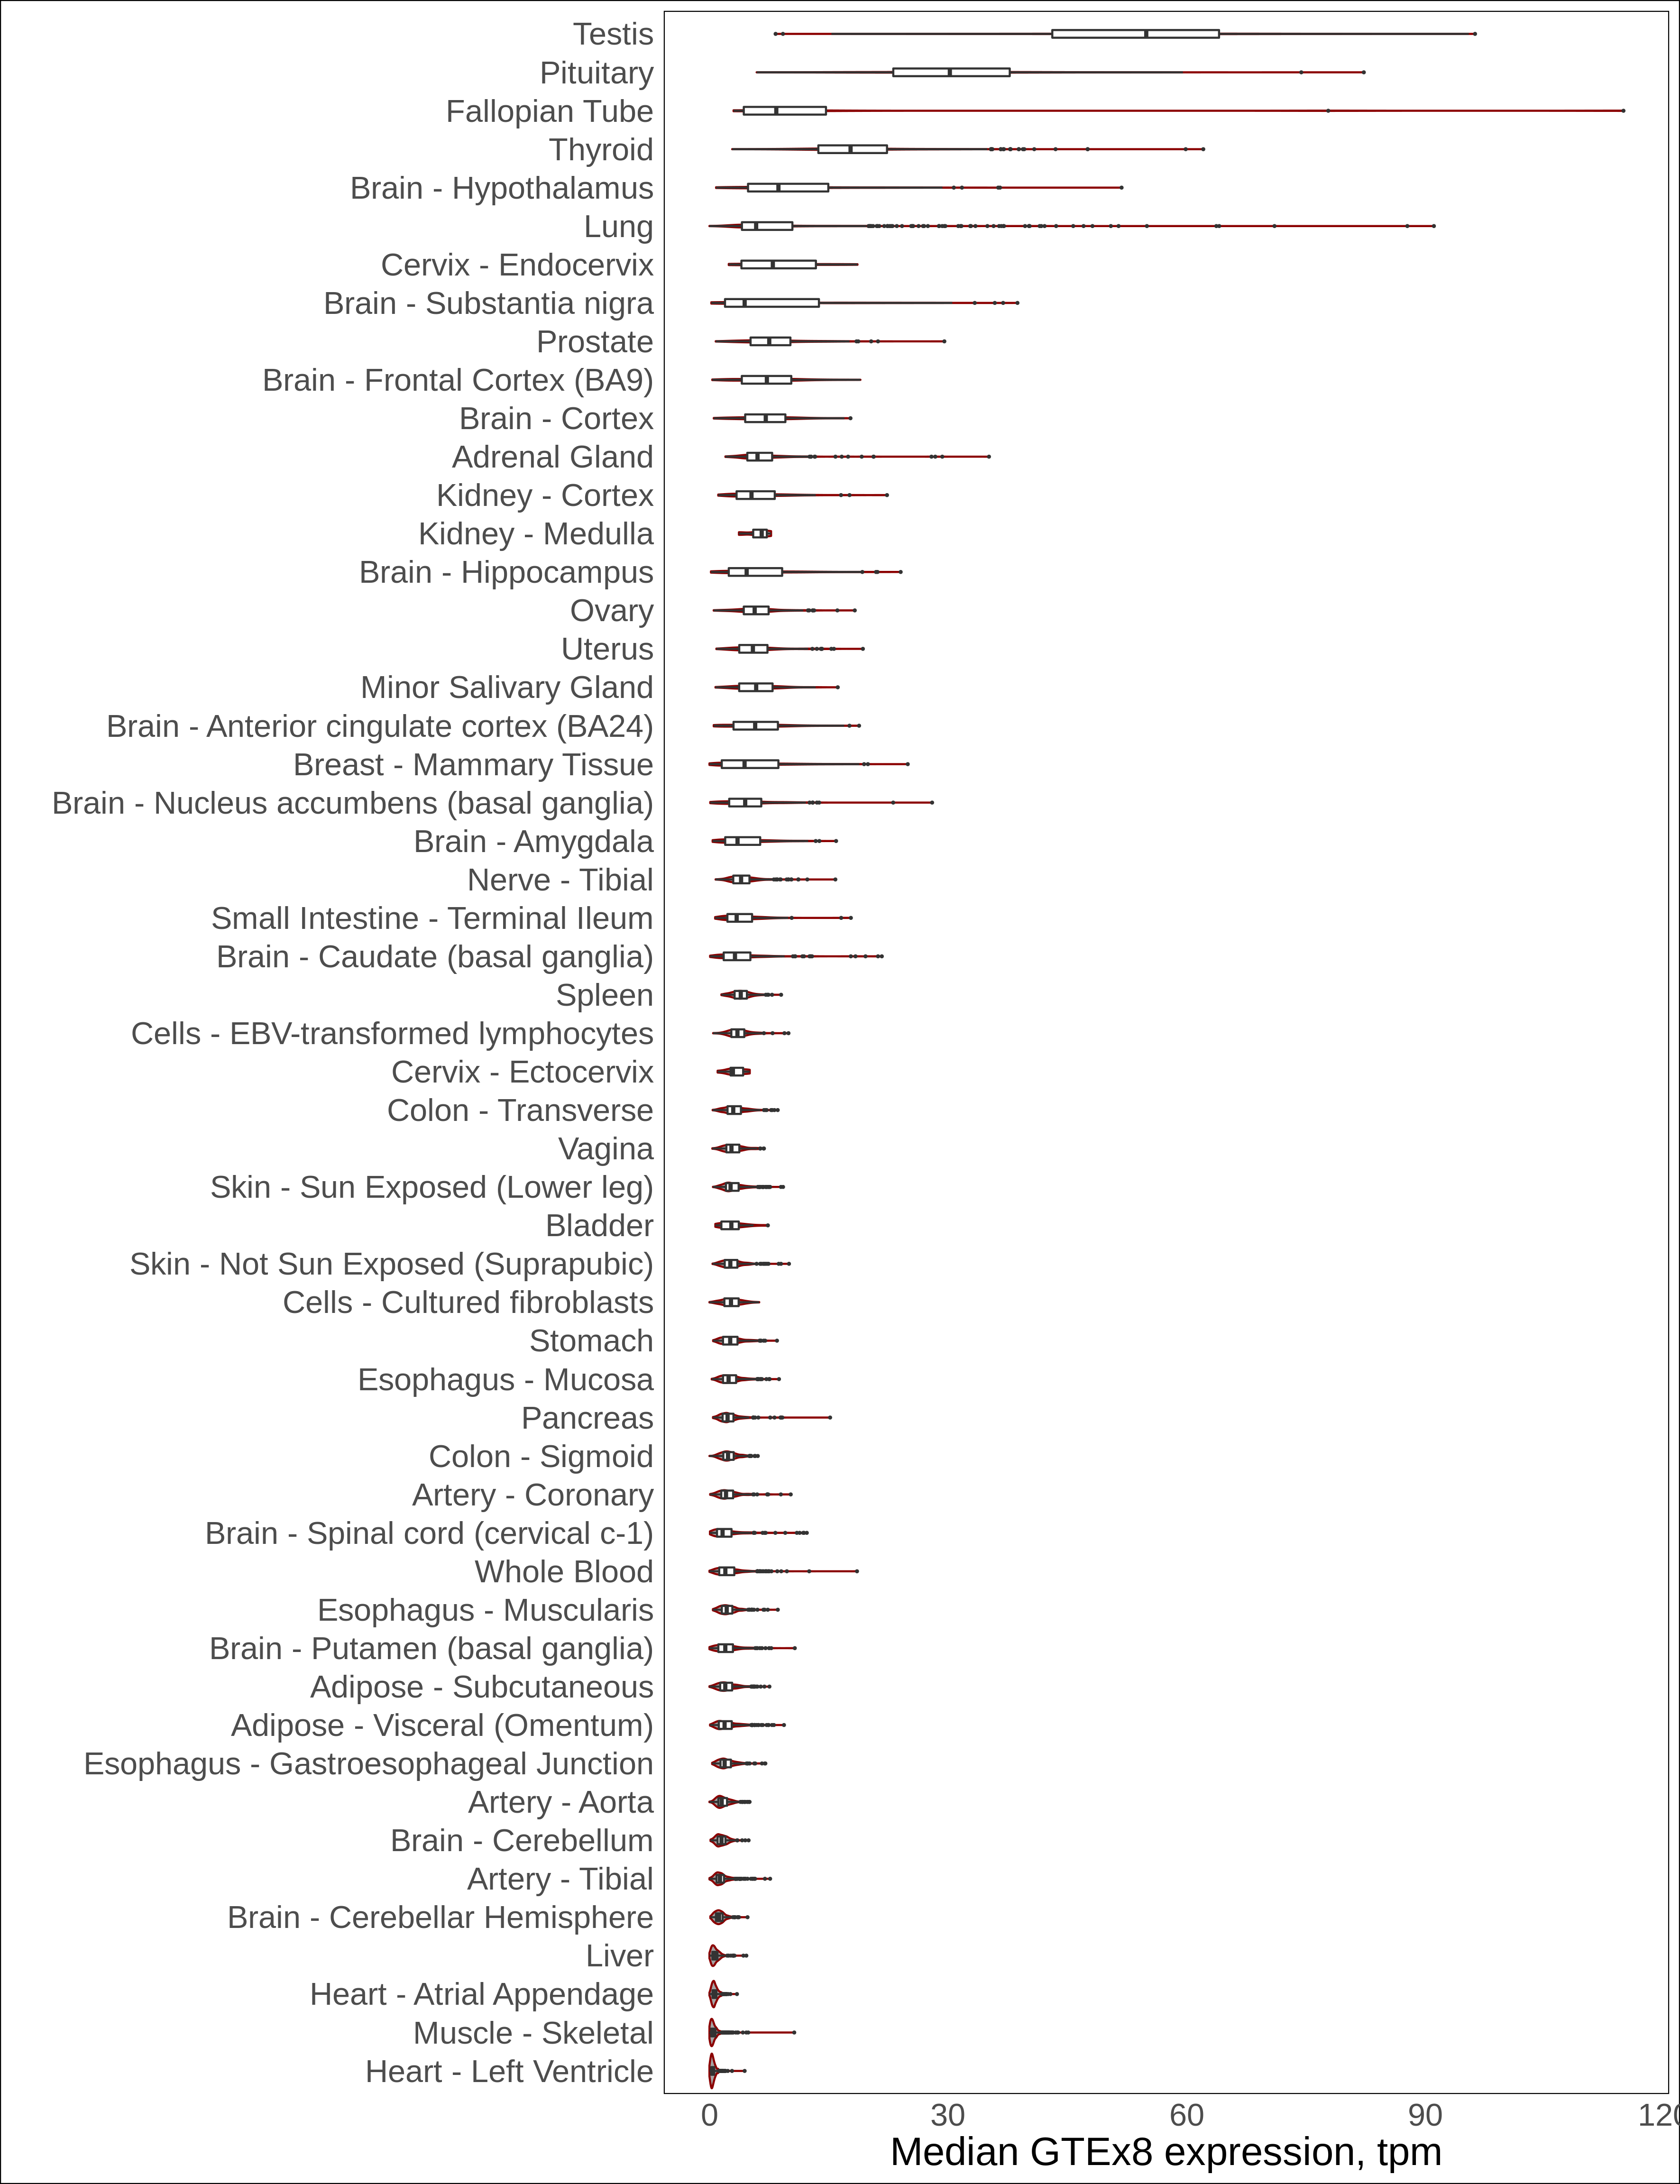 Testis
Pituitary
Fallopian Tube
Thyroid
Brain - Hypothalamus
Lung
Cervix - Endocervix
Brain - Substantia nigra
Prostate
Brain - Frontal Cortex (BA9)
Brain - Cortex
Adrenal Gland
Kidney - Cortex
Kidney - Medulla
Brain - Hippocampus
Ovary
Uterus
Minor Salivary Gland
Brain - Anterior cingulate cortex (BA24)
Breast - Mammary Tissue
Brain - Nucleus accumbens (basal ganglia)
Brain - Amygdala
Nerve - Tibial
Small Intestine - Terminal Ileum
Brain - Caudate (basal ganglia)
Spleen
Cells - EBV-transformed lymphocytes
Cervix - Ectocervix
Colon - Transverse
Vagina
Skin - Sun Exposed (Lower leg)
Bladder
Skin - Not Sun Exposed (Suprapubic)
Cells - Cultured fibroblasts
Stomach
Esophagus - Mucosa
Pancreas
Colon - Sigmoid
Artery - Coronary
Brain - Spinal cord (cervical c-1)
Whole Blood
Esophagus - Muscularis
Brain - Putamen (basal ganglia)
Adipose - Subcutaneous
Adipose - Visceral (Omentum)
Esophagus - Gastroesophageal Junction
Artery - Aorta
Brain - Cerebellum
Artery - Tibial
Brain - Cerebellar Hemisphere
Liver
Heart - Atrial Appendage
Muscle - Skeletal
Heart - Left Ventricle
0 30 60 90 120
Median GTEx8 expression, tpm